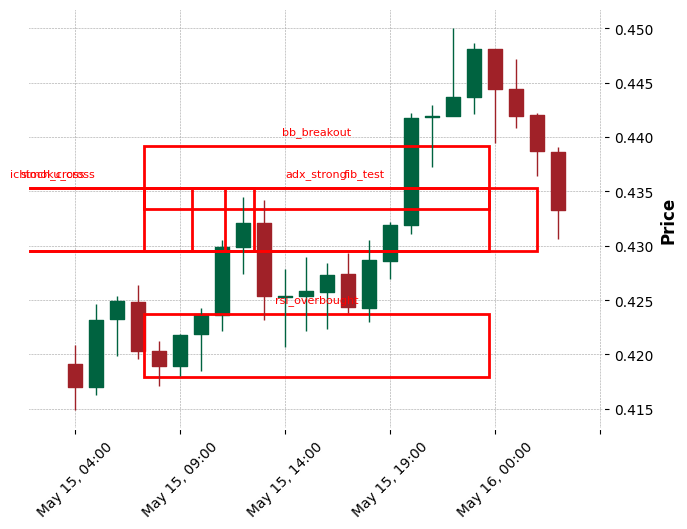 0.450
0.445
bb_breakout
0.440
adx_strong
fib_test
0.435
0.430
rsi_overbought
0.425
0.420
0.415
Price
May 15, 04:00
May 15, 09:00
May 15, 14:00
May 15, 19:00
May 16, 00:00